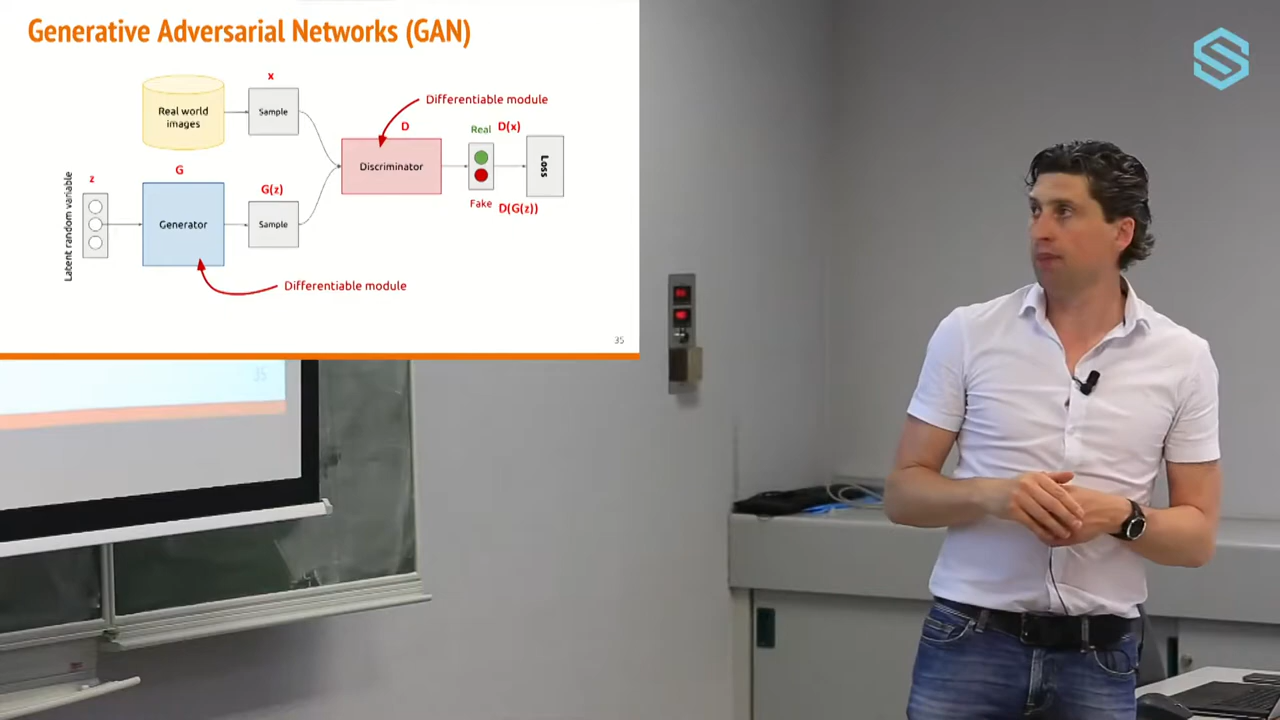 Generative Adversarial Networks (GAN)
x
Real world
images
Sample
Differentiable module
D
Discriminator
Real
D(x)
Loss
Fake
D(G(z))
Latent random variable
z
G
Generator
G(z)
Sample
Differentiable module
35
35